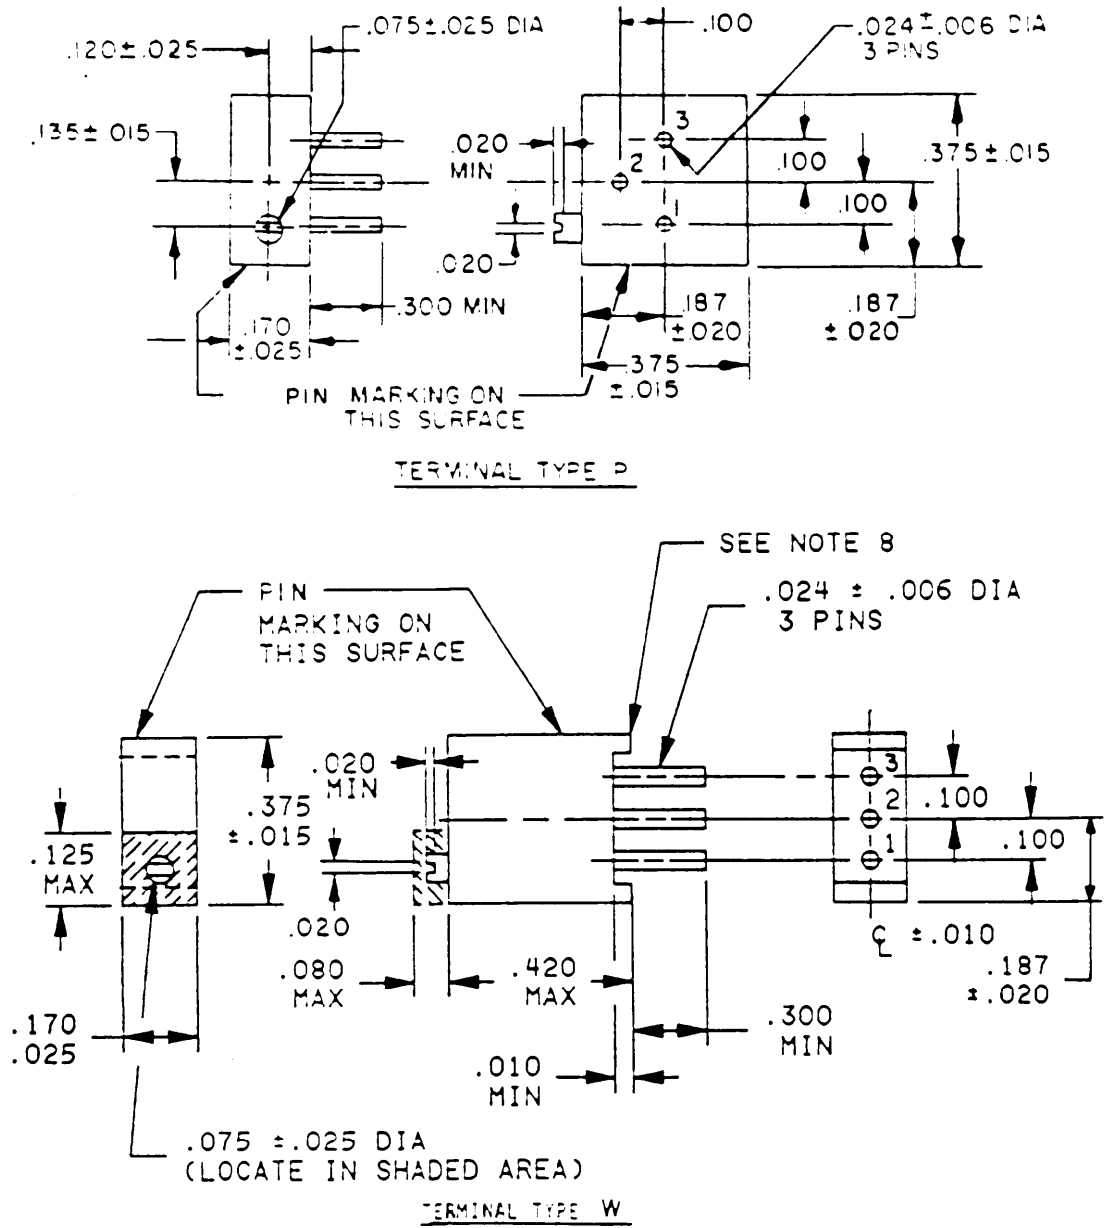 .075±.025 DIA
.120±.025
.100
.024±.006 DIA
3 PINS
.135± 015
.020
MIN
3
2
1
.100
.100
.375±.015
.020
.300 MIN
.170
±.025
.187
±.020
.187
±.020
.375
±.015
PIN MARKING ON
THIS SURFACE
TERMINAL TYPE P
SEE NOTE 8
PIN
MARKING ON
THIS SURFACE
.024 ± .006 DIA
3 PINS
.020
MIN
.375
±.015
.125
MAX
3
2
1
.100
.100
.020
.080
MAX
.420
MAX
℄ ±.010
.187
±.020
.170
.025
.300
MIN
.010
MIN
.075 ±.025 DIA
(LOCATE IN SHADED AREA)
TERMINAL TYPE W